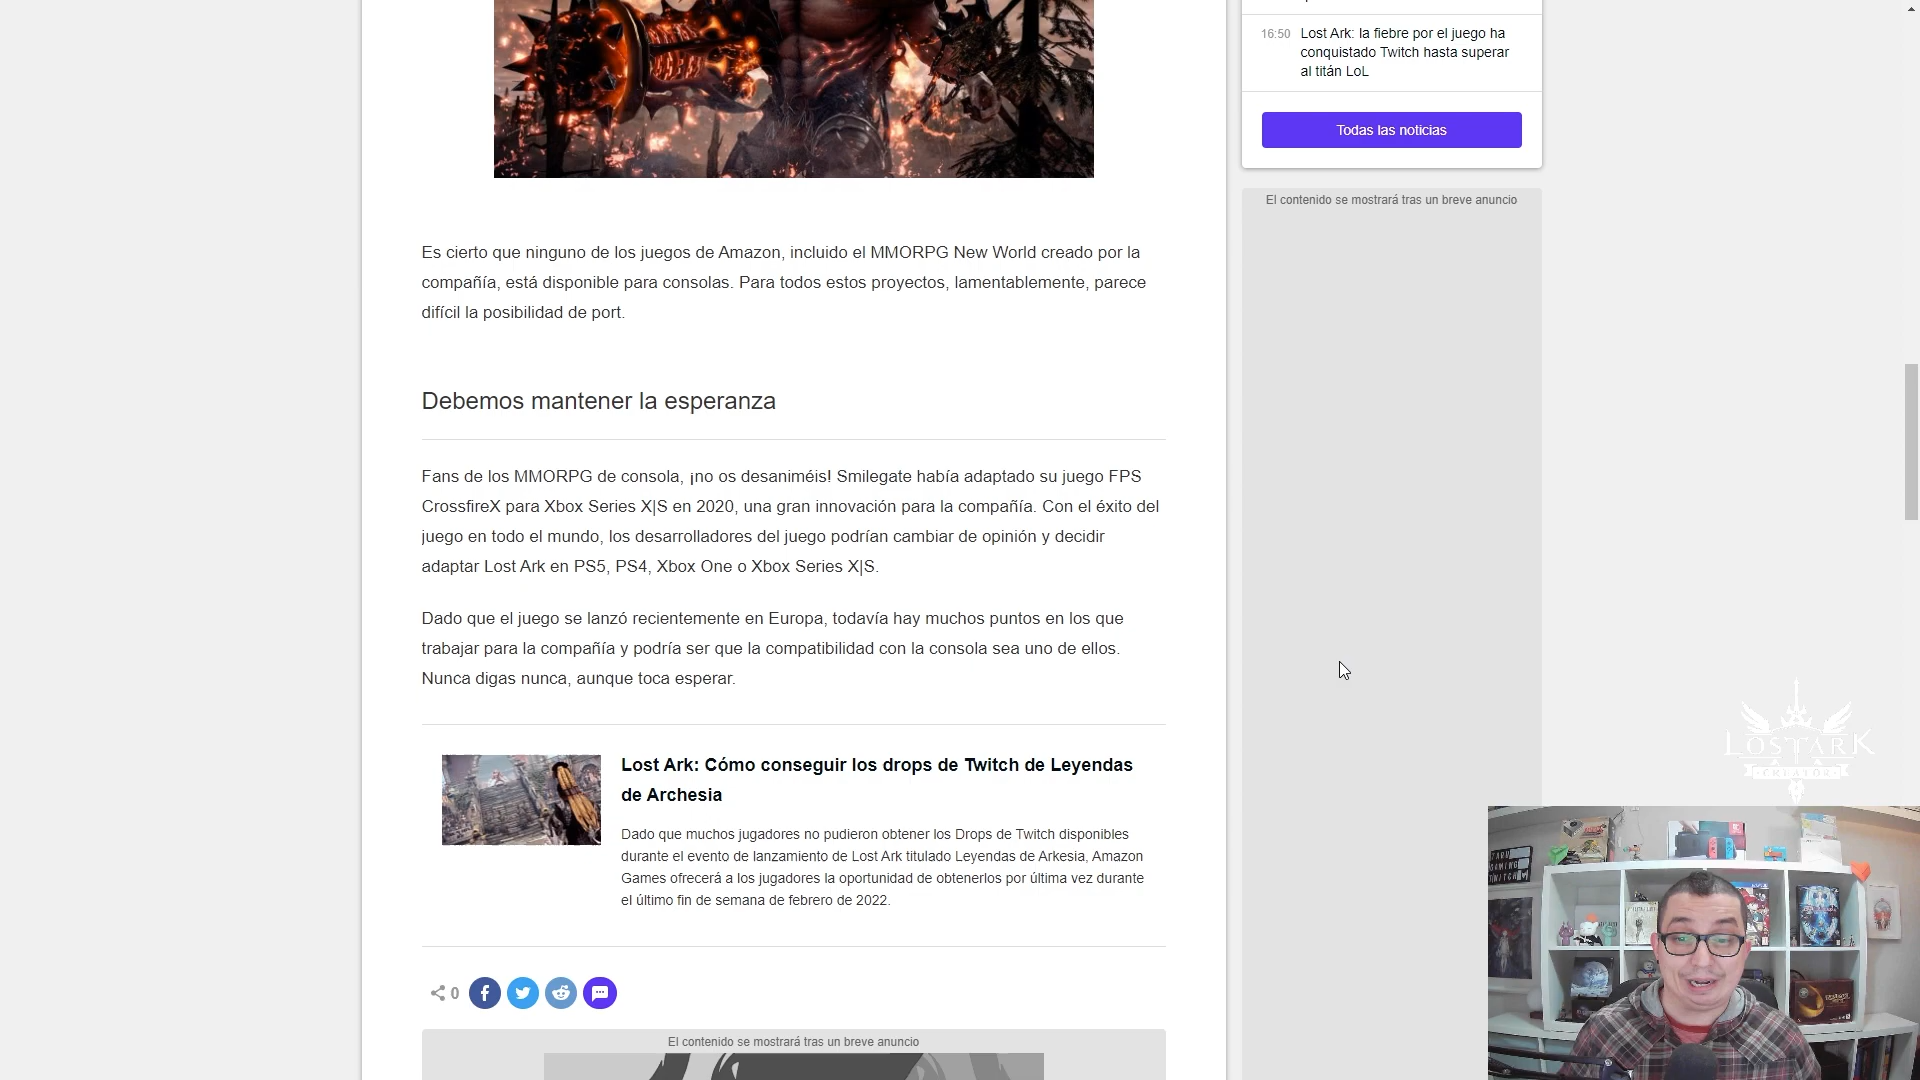 16:50 Lost Ark: la fiebre por el juego ha
conquistado Twitch hasta superar
al titán LoL
Todas las noticias
El contenido se mostrará tras un breve anuncio
Es cierto que ninguno de los juegos de Amazon, incluido el MMORPG New World creado por la
compañía, está disponible para consolas. Para todos estos proyectos, lamentablemente, parece
difícil la posibilidad de port.
Debemos mantener la esperanza
Fans de los MMORPG de consola, ¡no os desaniméis! Smilegate había adaptado su juego FPS
CrossfireX para Xbox Series X|S en 2020, una gran innovación para la compañía. Con el éxito del
juego en todo el mundo, los desarrolladores del juego podrían cambiar de opinión y decidir
adaptar Lost Ark en PS5, PS4, Xbox One o Xbox Series X|S.
Dado que el juego se lanzó recientemente en Europa, todavía hay muchos puntos en los que
trabajar para la compañía y podría ser que la compatibilidad con la consola sea uno de ellos.
Nunca digas nunca, aunque toca esperar.
Lost Ark: Cómo conseguir los drops de Twitch de Leyendas
de Archesia
Dado que muchos jugadores no pudieron obtener los Drops de Twitch disponibles
durante el evento de lanzamiento de Lost Ark titulado Leyendas de Arkesia, Amazon
Games ofrecerá a los jugadores la oportunidad de obtenerlos por última vez durante
el último fin de semana de febrero de 2022.
0
El contenido se mostrará tras un breve anuncio
LOST ARK
CREATOR
GAMING
TWITCH